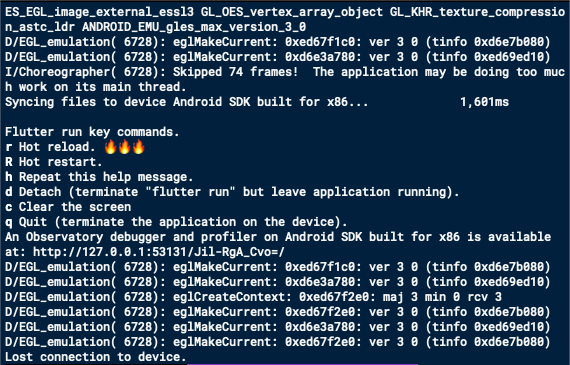 ES_EGL_image_external_essl3 GL_OES_vertex_array_object GL_KHR_texture_compressio
n_astc_ldr ANDROID_EMU_gles_max_version_3_0
D/EGL_emulation( 6728): eglMakeCurrent: 0xed67f1c0: ver 3 0 (tinfo 0xd6e7b080)
D/EGL_emulation( 6728): eglMakeCurrent: 0xd6e3a780: ver 3 0 (tinfo 0xed69ed10)
I/Choreographer( 6728): Skipped 74 frames!  The application may be doing too muc
h work on its main thread.
Syncing files to device Android SDK built for x86...             1,601ms

Flutter run key commands.
r Hot reload. 🔥🔥🔥
R Hot restart.
h Repeat this help message.
d Detach (terminate "flutter run" but leave application running).
c Clear the screen
q Quit (terminate the application on the device).
An Observatory debugger and profiler on Android SDK built for x86 is available
at: http://127.0.0.1:53131/Jil-RgA_Cvo=/
D/EGL_emulation( 6728): eglMakeCurrent: 0xed67f1c0: ver 3 0 (tinfo 0xd6e7b080)
D/EGL_emulation( 6728): eglMakeCurrent: 0xd6e3a780: ver 3 0 (tinfo 0xed69ed10)
D/EGL_emulation( 6728): eglCreateContext: 0xed67f2e0: maj 3 min 0 rcv 3
D/EGL_emulation( 6728): eglMakeCurrent: 0xed67f2e0: ver 3 0 (tinfo 0xd6e7b080)
D/EGL_emulation( 6728): eglMakeCurrent: 0xd6e3a780: ver 3 0 (tinfo 0xed69ed10)
D/EGL_emulation( 6728): eglMakeCurrent: 0xed67f2e0: ver 3 0 (tinfo 0xd6e7b080)
Lost connection to device.